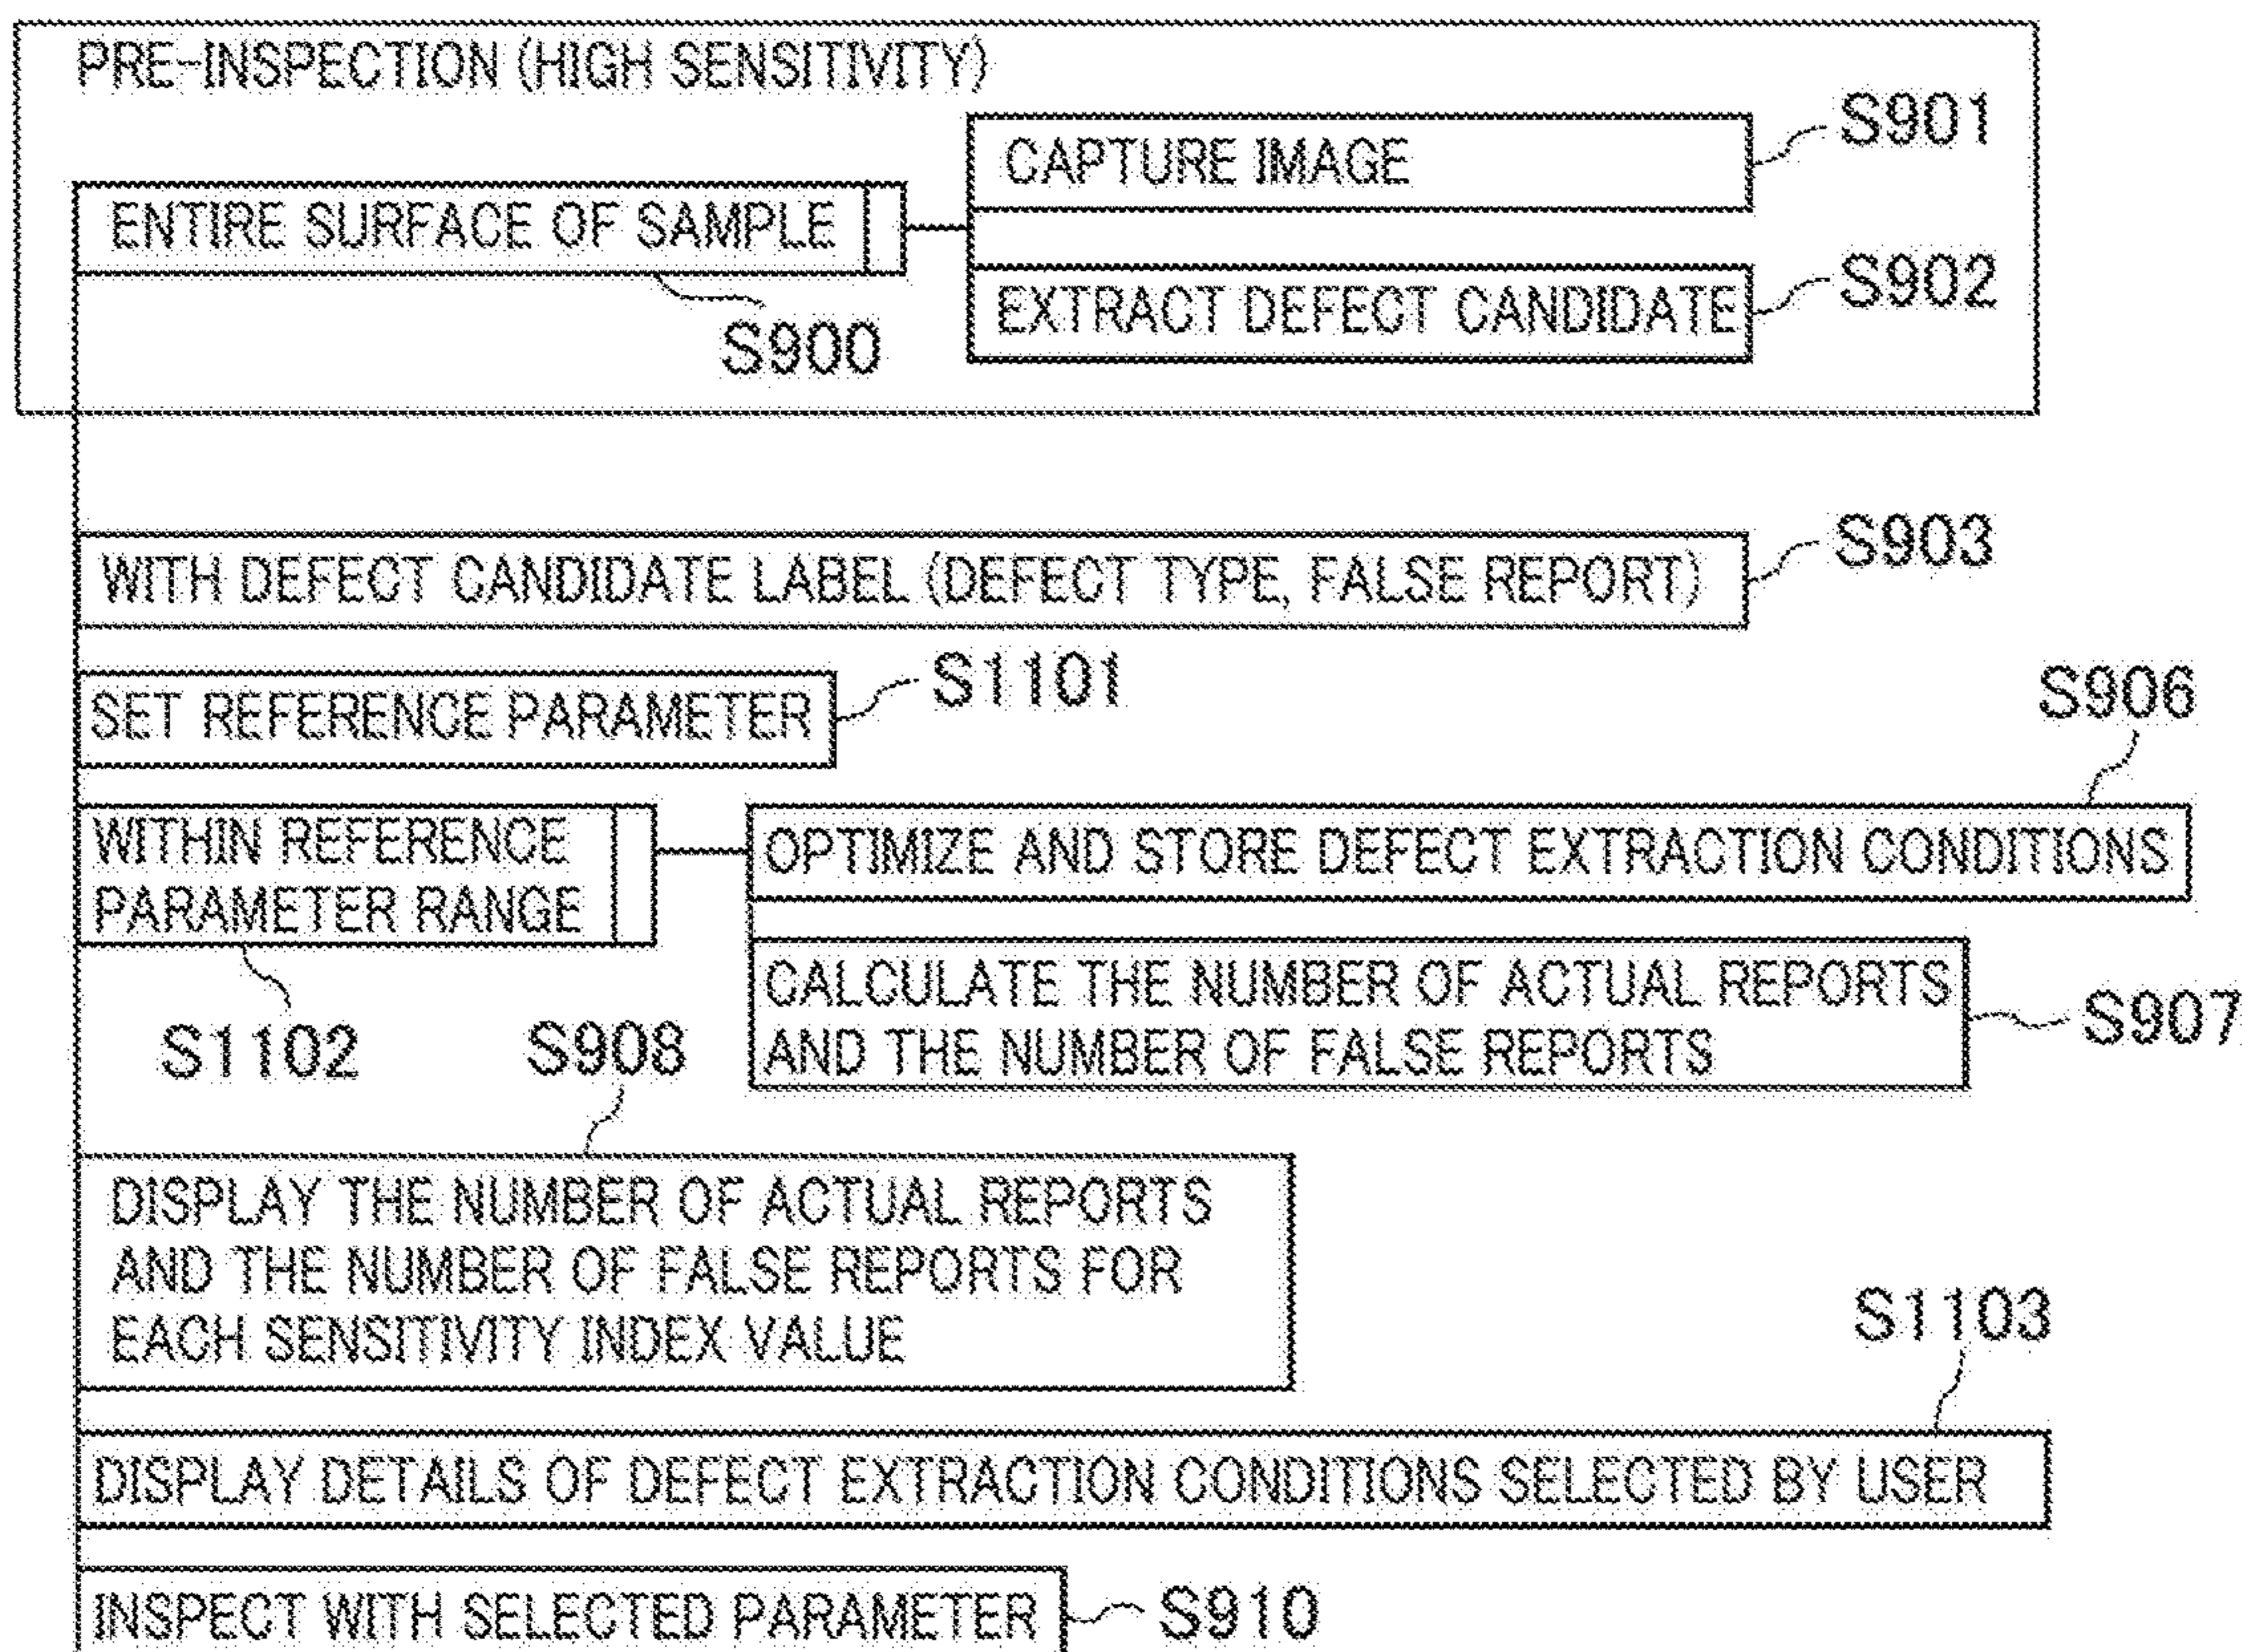 PRE-INSPECTION (HIGH SENSITIVITY)
CAPTURE IMAGE
S901
ENTIRE SURFACE OF SAMPLE
S900
EXTRACT DEFECT CANDIDATE
S902
WITH DEFECT CANDIDATE LABEL (DEFECT TYPE, FALSE REPORT)
S903
SET REFERENCE PARAMETER
S1101
WITHIN REFERENCE
PARAMETER RANGE
S1102
OPTIMIZE AND STORE DEFECT EXTRACTION CONDITIONS
S906
CALCULATE THE NUMBER OF ACTUAL REPORTS
AND THE NUMBER OF FALSE REPORTS
S907
S908
DISPLAY THE NUMBER OF ACTUAL REPORTS
AND THE NUMBER OF FALSE REPORTS FOR
EACH SENSITIVITY INDEX VALUE
S1103
DISPLAY DETAILS OF DEFECT EXTRACTION CONDITIONS SELECTED BY USER
INSPECT WITH SELECTED PARAMETER
S910